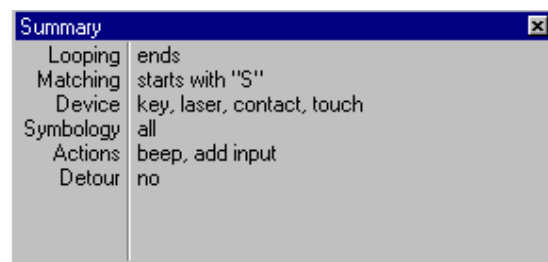 Summary
Looping ends
Matching starts with "S"
Device key, laser, contact, touch
Symbology all
Actions beep, add input
Detour no